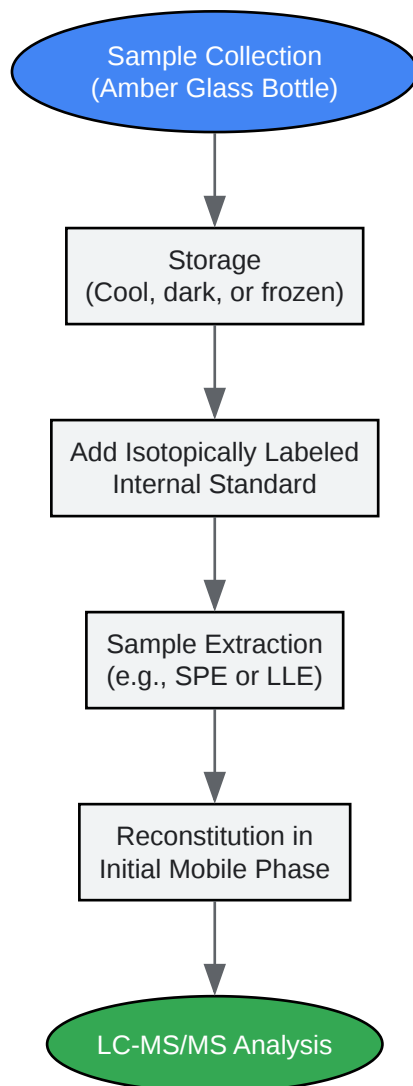 Sample Collection
(Amber Glass Bottle)
Storage
(Cool, dark, or frozen)
Add Isotopically Labeled
Internal Standard
Sample Extraction
(e.g., SPE or LLE)
Reconstitution in
Initial Mobile Phase
LC-MS/MS Analysis